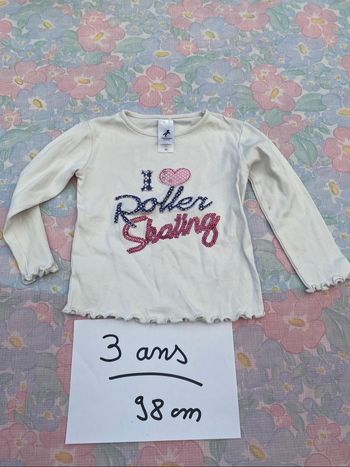 I
Roller
Skating
3 ans
98 cm